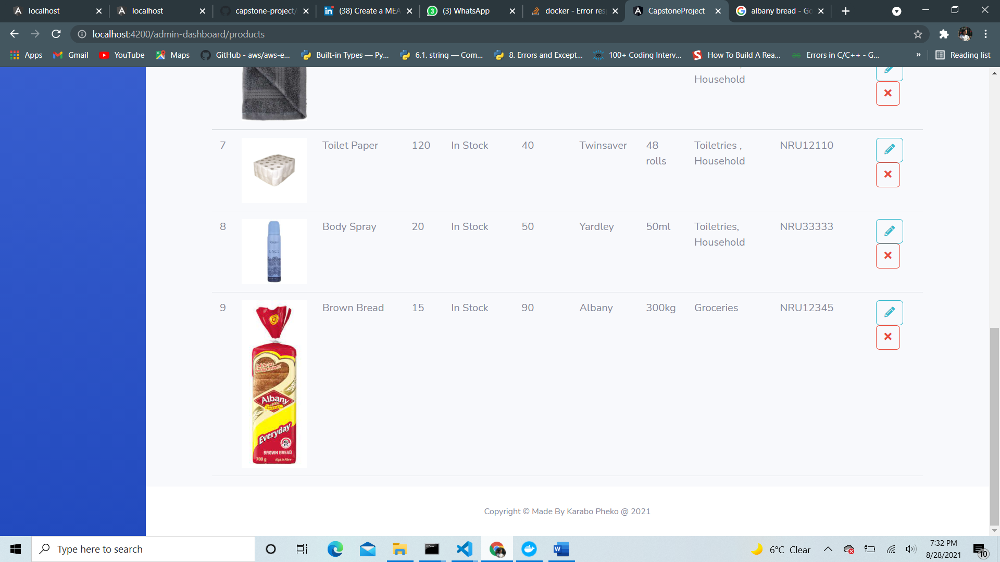 localhost
localhost
capstone-project/
(38) Create a MEA
(3) WhatsApp
docker - Error res
CapstoneProject
albany bread - Go
localhost:4200/admin-dashboard/products
Apps
Gmail
YouTube
Maps
GitHub - aws/aws-e...
Built-in Types — Py...
6.1. string — Com...
8. Errors and Except...
100+ Coding Interv...
How To Build A Rea...
Errors in C/C++ - G...
»
Reading list
Household
7 Toilet Paper 120 In Stock 40 Twinsaver 48 rolls Toiletries , Household NRU12110
8 Body Spray 20 In Stock 50 Yardley 50ml Toiletries, Household NRU33333
9 Brown Bread 15 In Stock 90 Albany 300kg Groceries NRU12345
LACE
Albany
Everyday
BROWN BREAD
700 g High in Fibre
Copyright © Made By Karabo Pheko @ 2021
Type here to search
6°C Clear
7:32 PM
8/28/2021
10